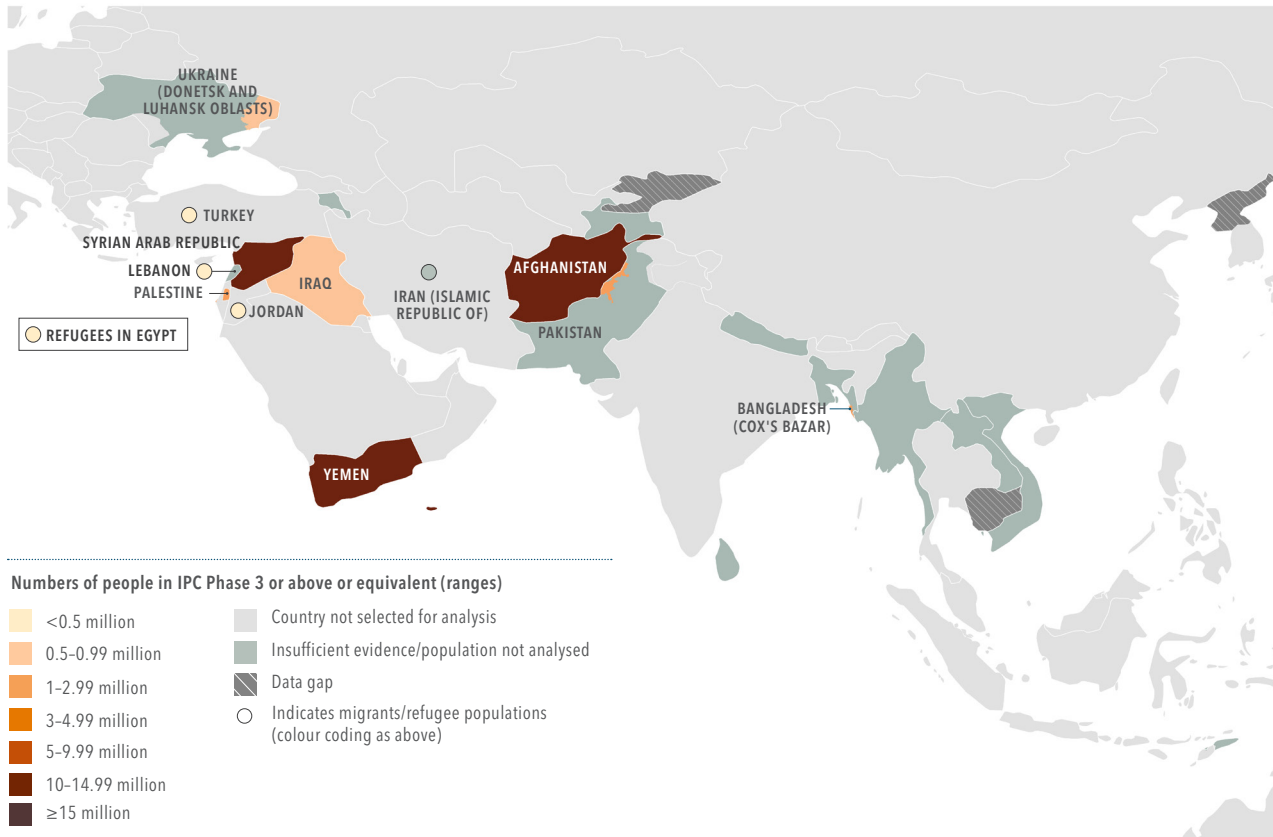 UKRAINE
(DONETSK AND
LUHANSK OBLASTS)
TURKEY
SYRIAN ARAB REPUBLIC
LEBANON
PALESTINE
IRAQ
JORDAN
REFUGEES IN EGYPT
IRAN (ISLAMIC
REPUBLIC OF)
AFGHANISTAN
PAKISTAN
BANGLADESH
(COX'S BAZAR)
YEMEN
Numbers of people in IPC Phase 3 or above or equivalent (ranges)
<0.5 million
0.5–0.99 million
1–2.99 million
3–4.99 million
5–9.99 million
10–14.99 million
≥15 million
Country not selected for analysis
Insufficient evidence/population not analysed
Data gap
Indicates migrants/refugee populations
(colour coding as above)